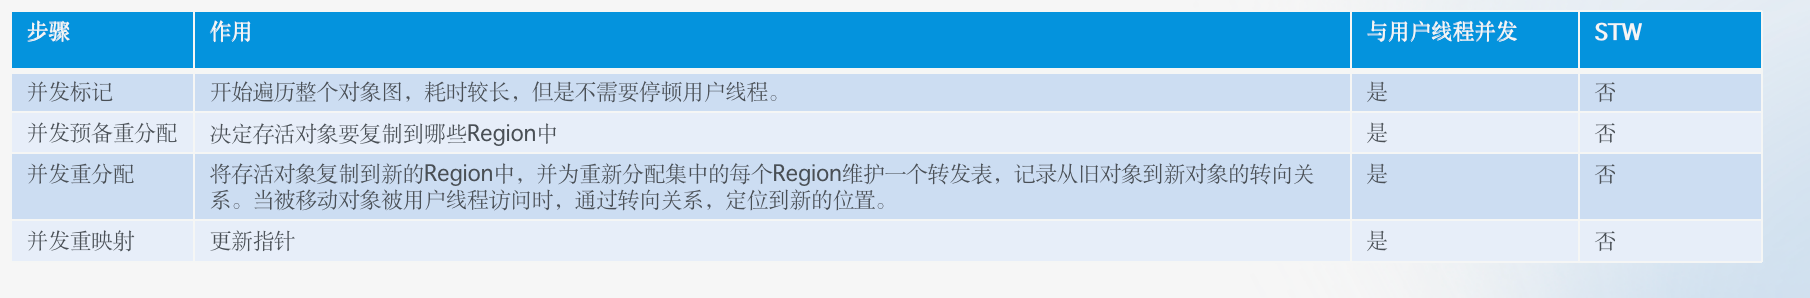 步骤 作用 与用户线程并发 STW
并发标记 开始遍历整个对象图，耗时较长，但是不需要停顿用户线程。 是 否
并发预备重分配 决定存活对象要复制到哪些Region中 是 否
并发重分配 将存活对象复制到新的Region中，并为重新分配集中的每个Region维护一个转发表，记录从旧对象到新对象的转向关 是 否
系。当被移动对象被用户线程访问时，通过转向关系，定位到新的位置。
并发重映射 更新指针 是 否